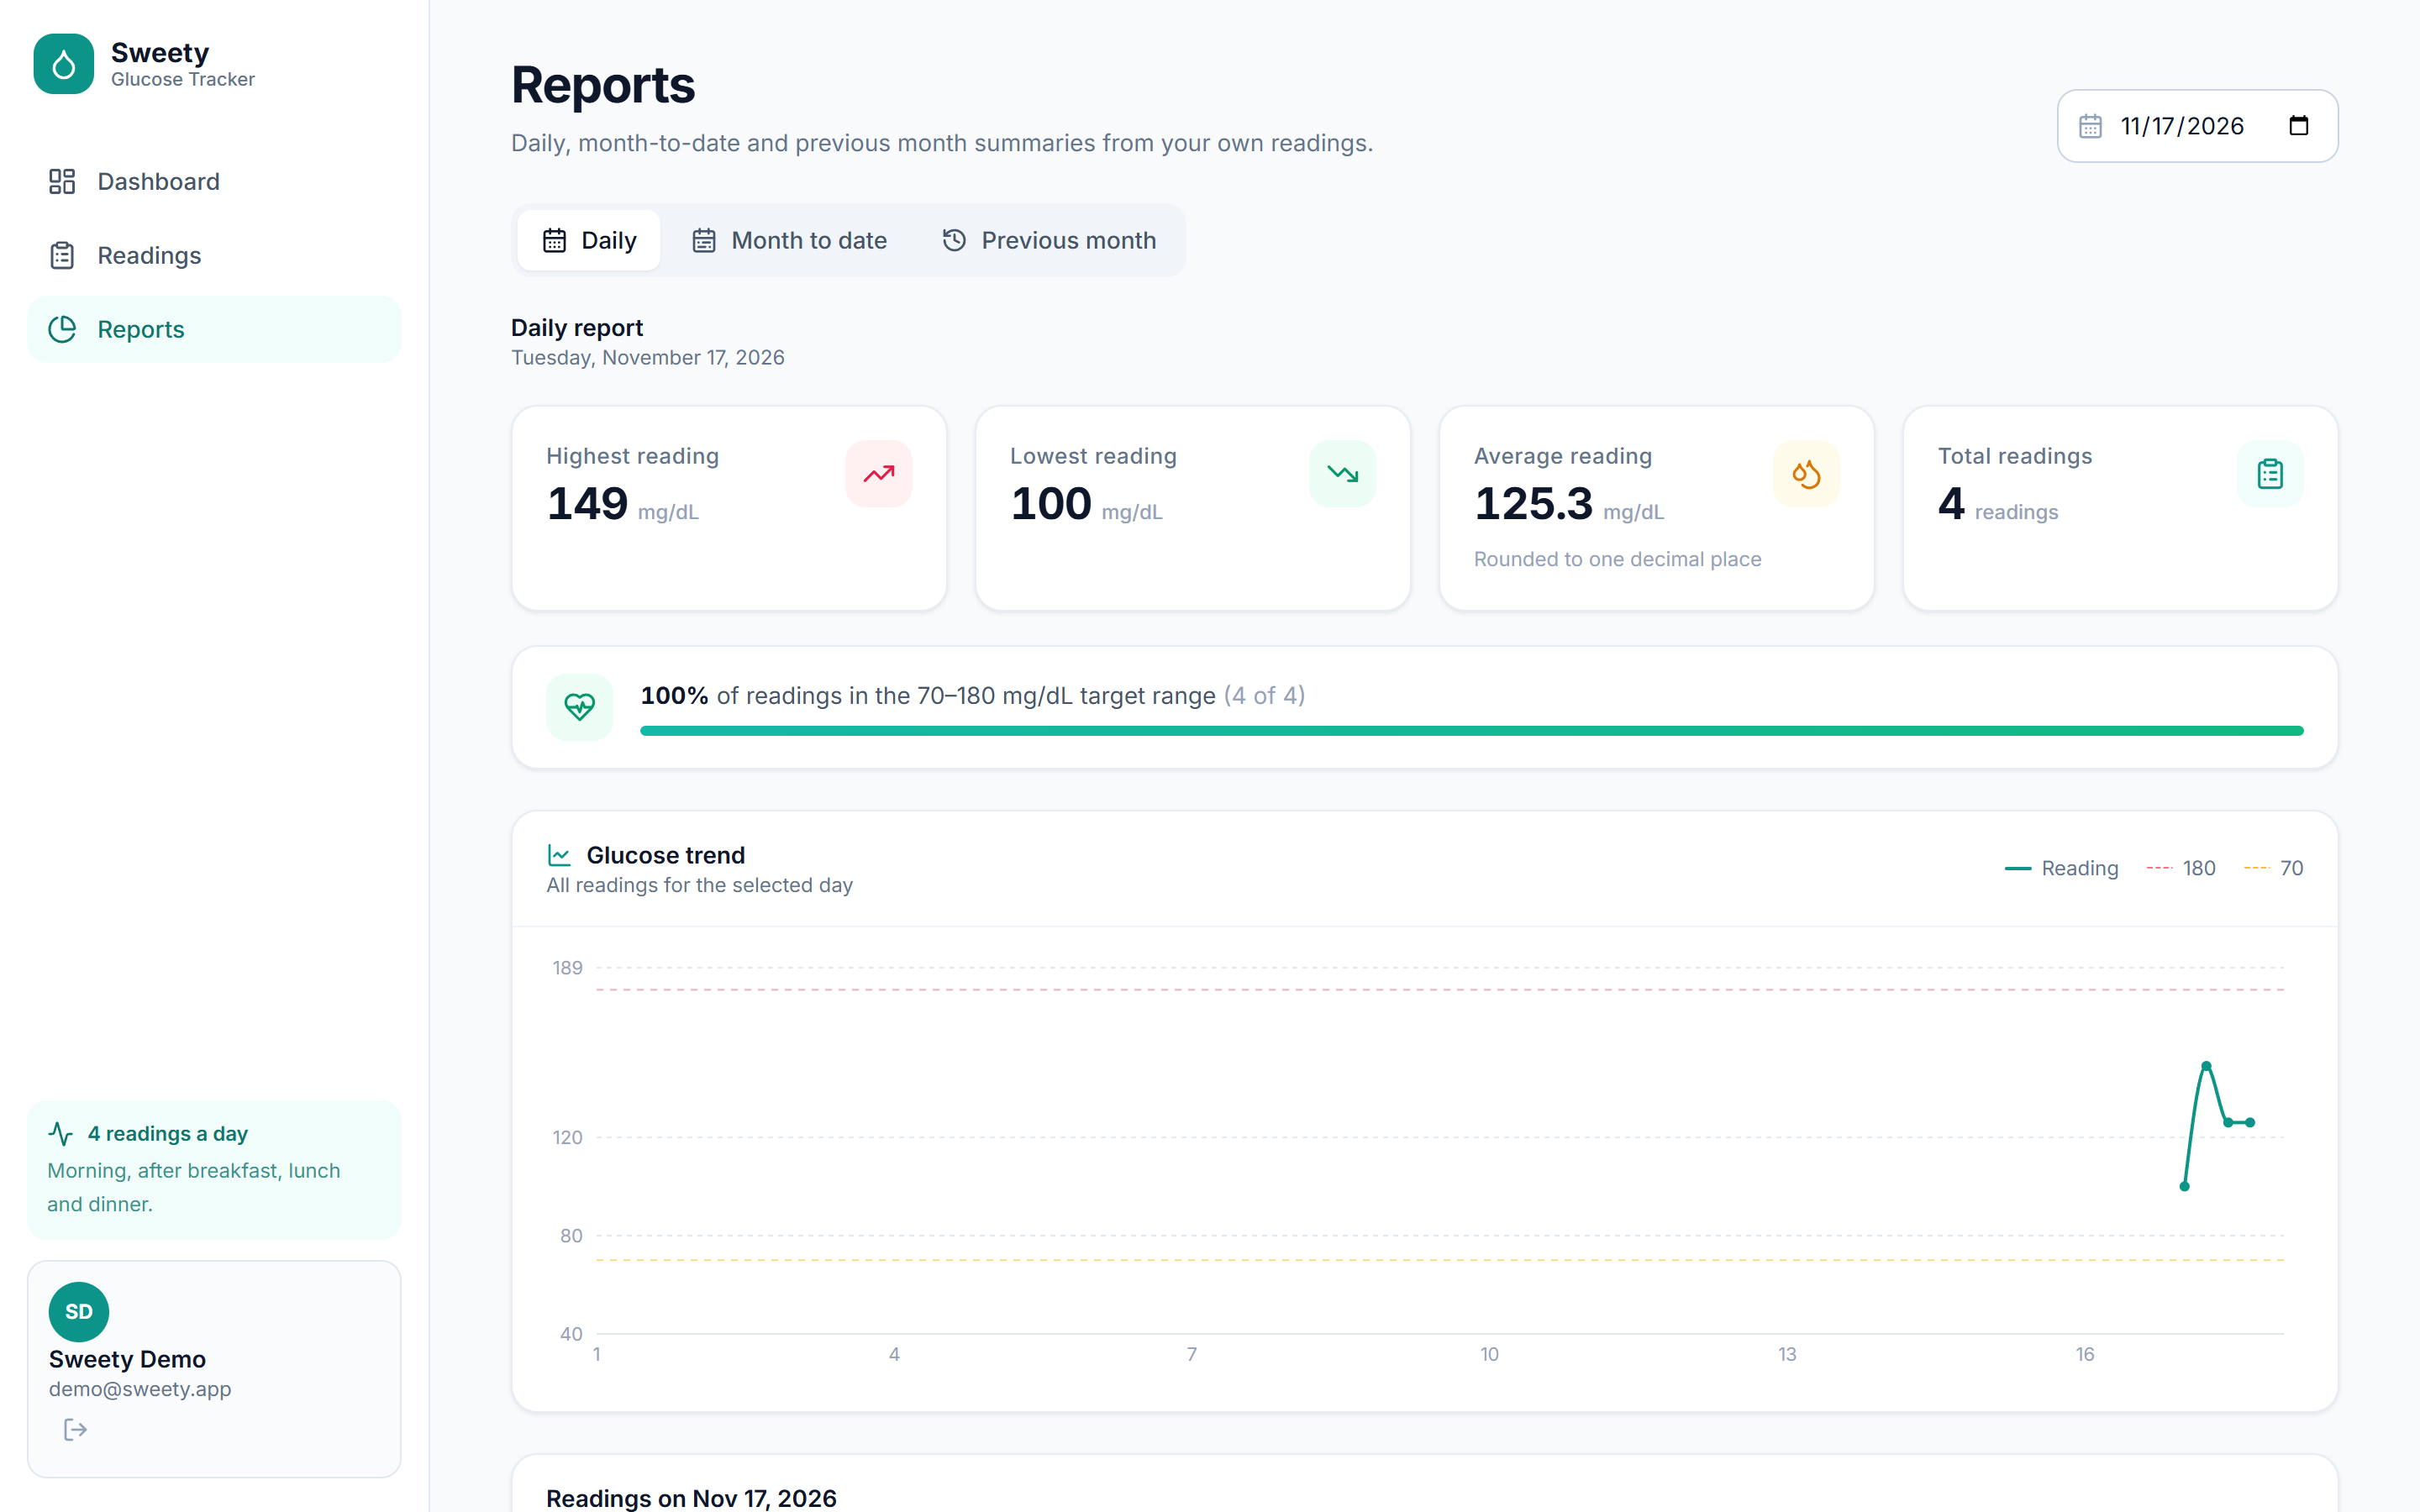 Sweety
Glucose Tracker
Dashboard
Readings
Reports
4 readings a day
Morning, after breakfast, lunch
and dinner.
SD
Sweety Demo
demo@sweety.app
Reports
Daily, month-to-date and previous month summaries from your own readings.
11/17/2026
Daily
Month to date
Previous month
Daily report
Tuesday, November 17, 2026
Highest reading
149 mg/dL
Lowest reading
100 mg/dL
Average reading
125.3 mg/dL
Rounded to one decimal place
Total readings
4 readings
100% of readings in the 70–180 mg/dL target range (4 of 4)
Glucose trend
All readings for the selected day
Reading
180
70
189
120
80
40
1
4
7
10
13
16
Readings on Nov 17, 2026